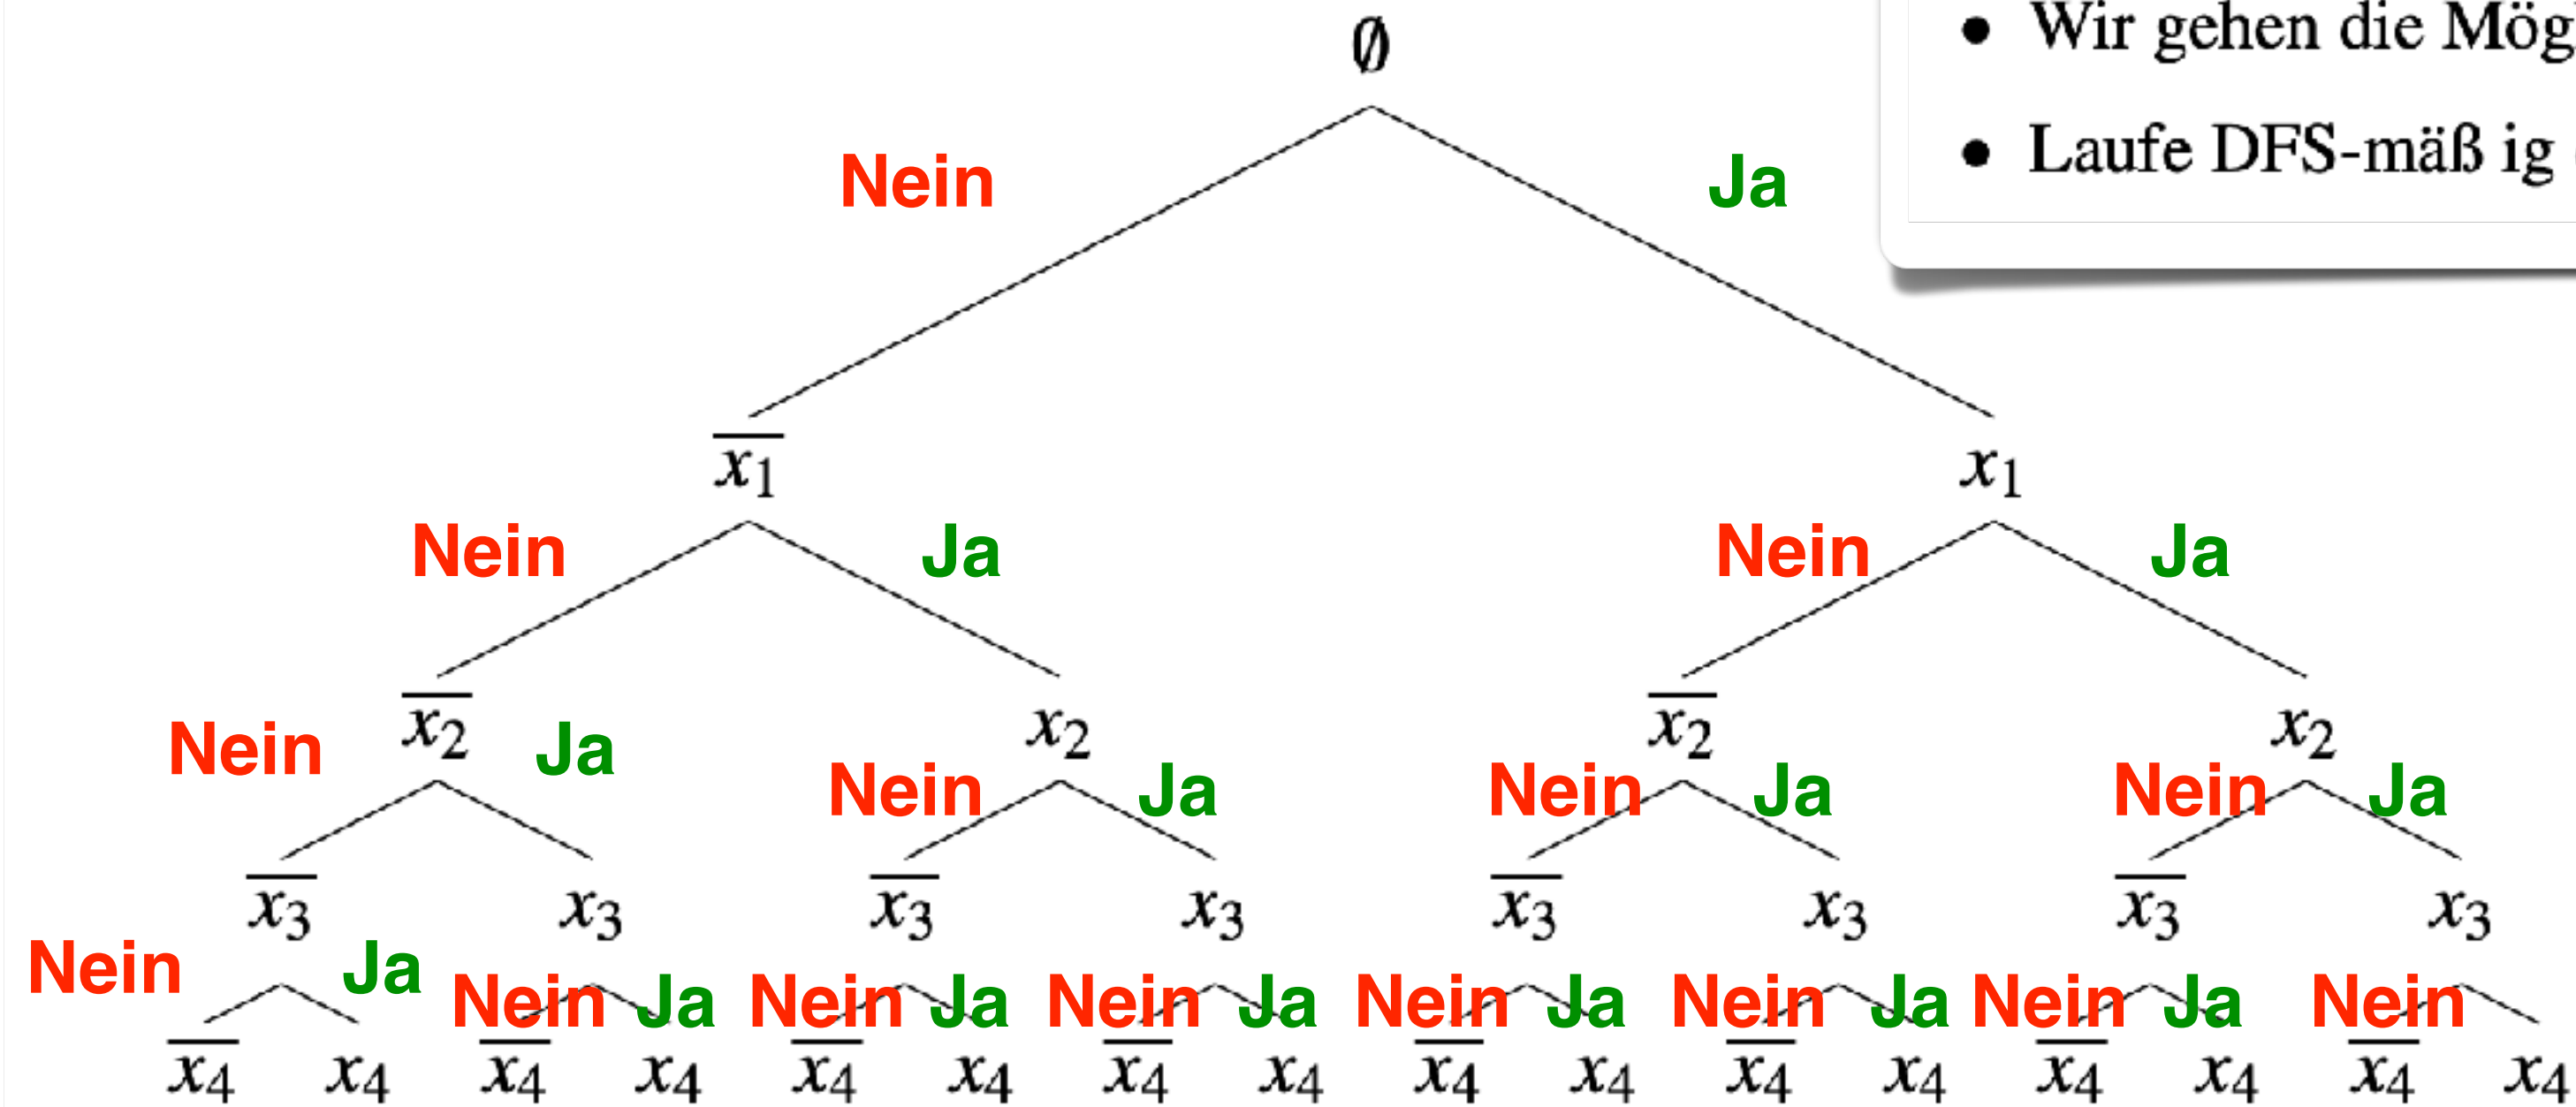 ∅
• Wir gehen die Mög
• Laufe DFS-mäß ig
Nein Ja
x̅₁ x₁
Nein Ja Nein Ja
x̅₂ x₂ x̅₂ x₂
Nein Ja Nein Ja Nein Ja Nein Ja
x̅₃ x₃ x̅₃ x₃ x̅₃ x₃ x̅₃ x₃
Nein Ja Nein Ja Nein Ja Nein Ja Nein Ja Nein Ja Nein Ja Nein
x̅₄ x₄ x̅₄ x₄ x̅₄ x₄ x̅₄ x₄ x̅₄ x₄ x̅₄ x₄ x̅₄ x₄ x̅₄ x₄